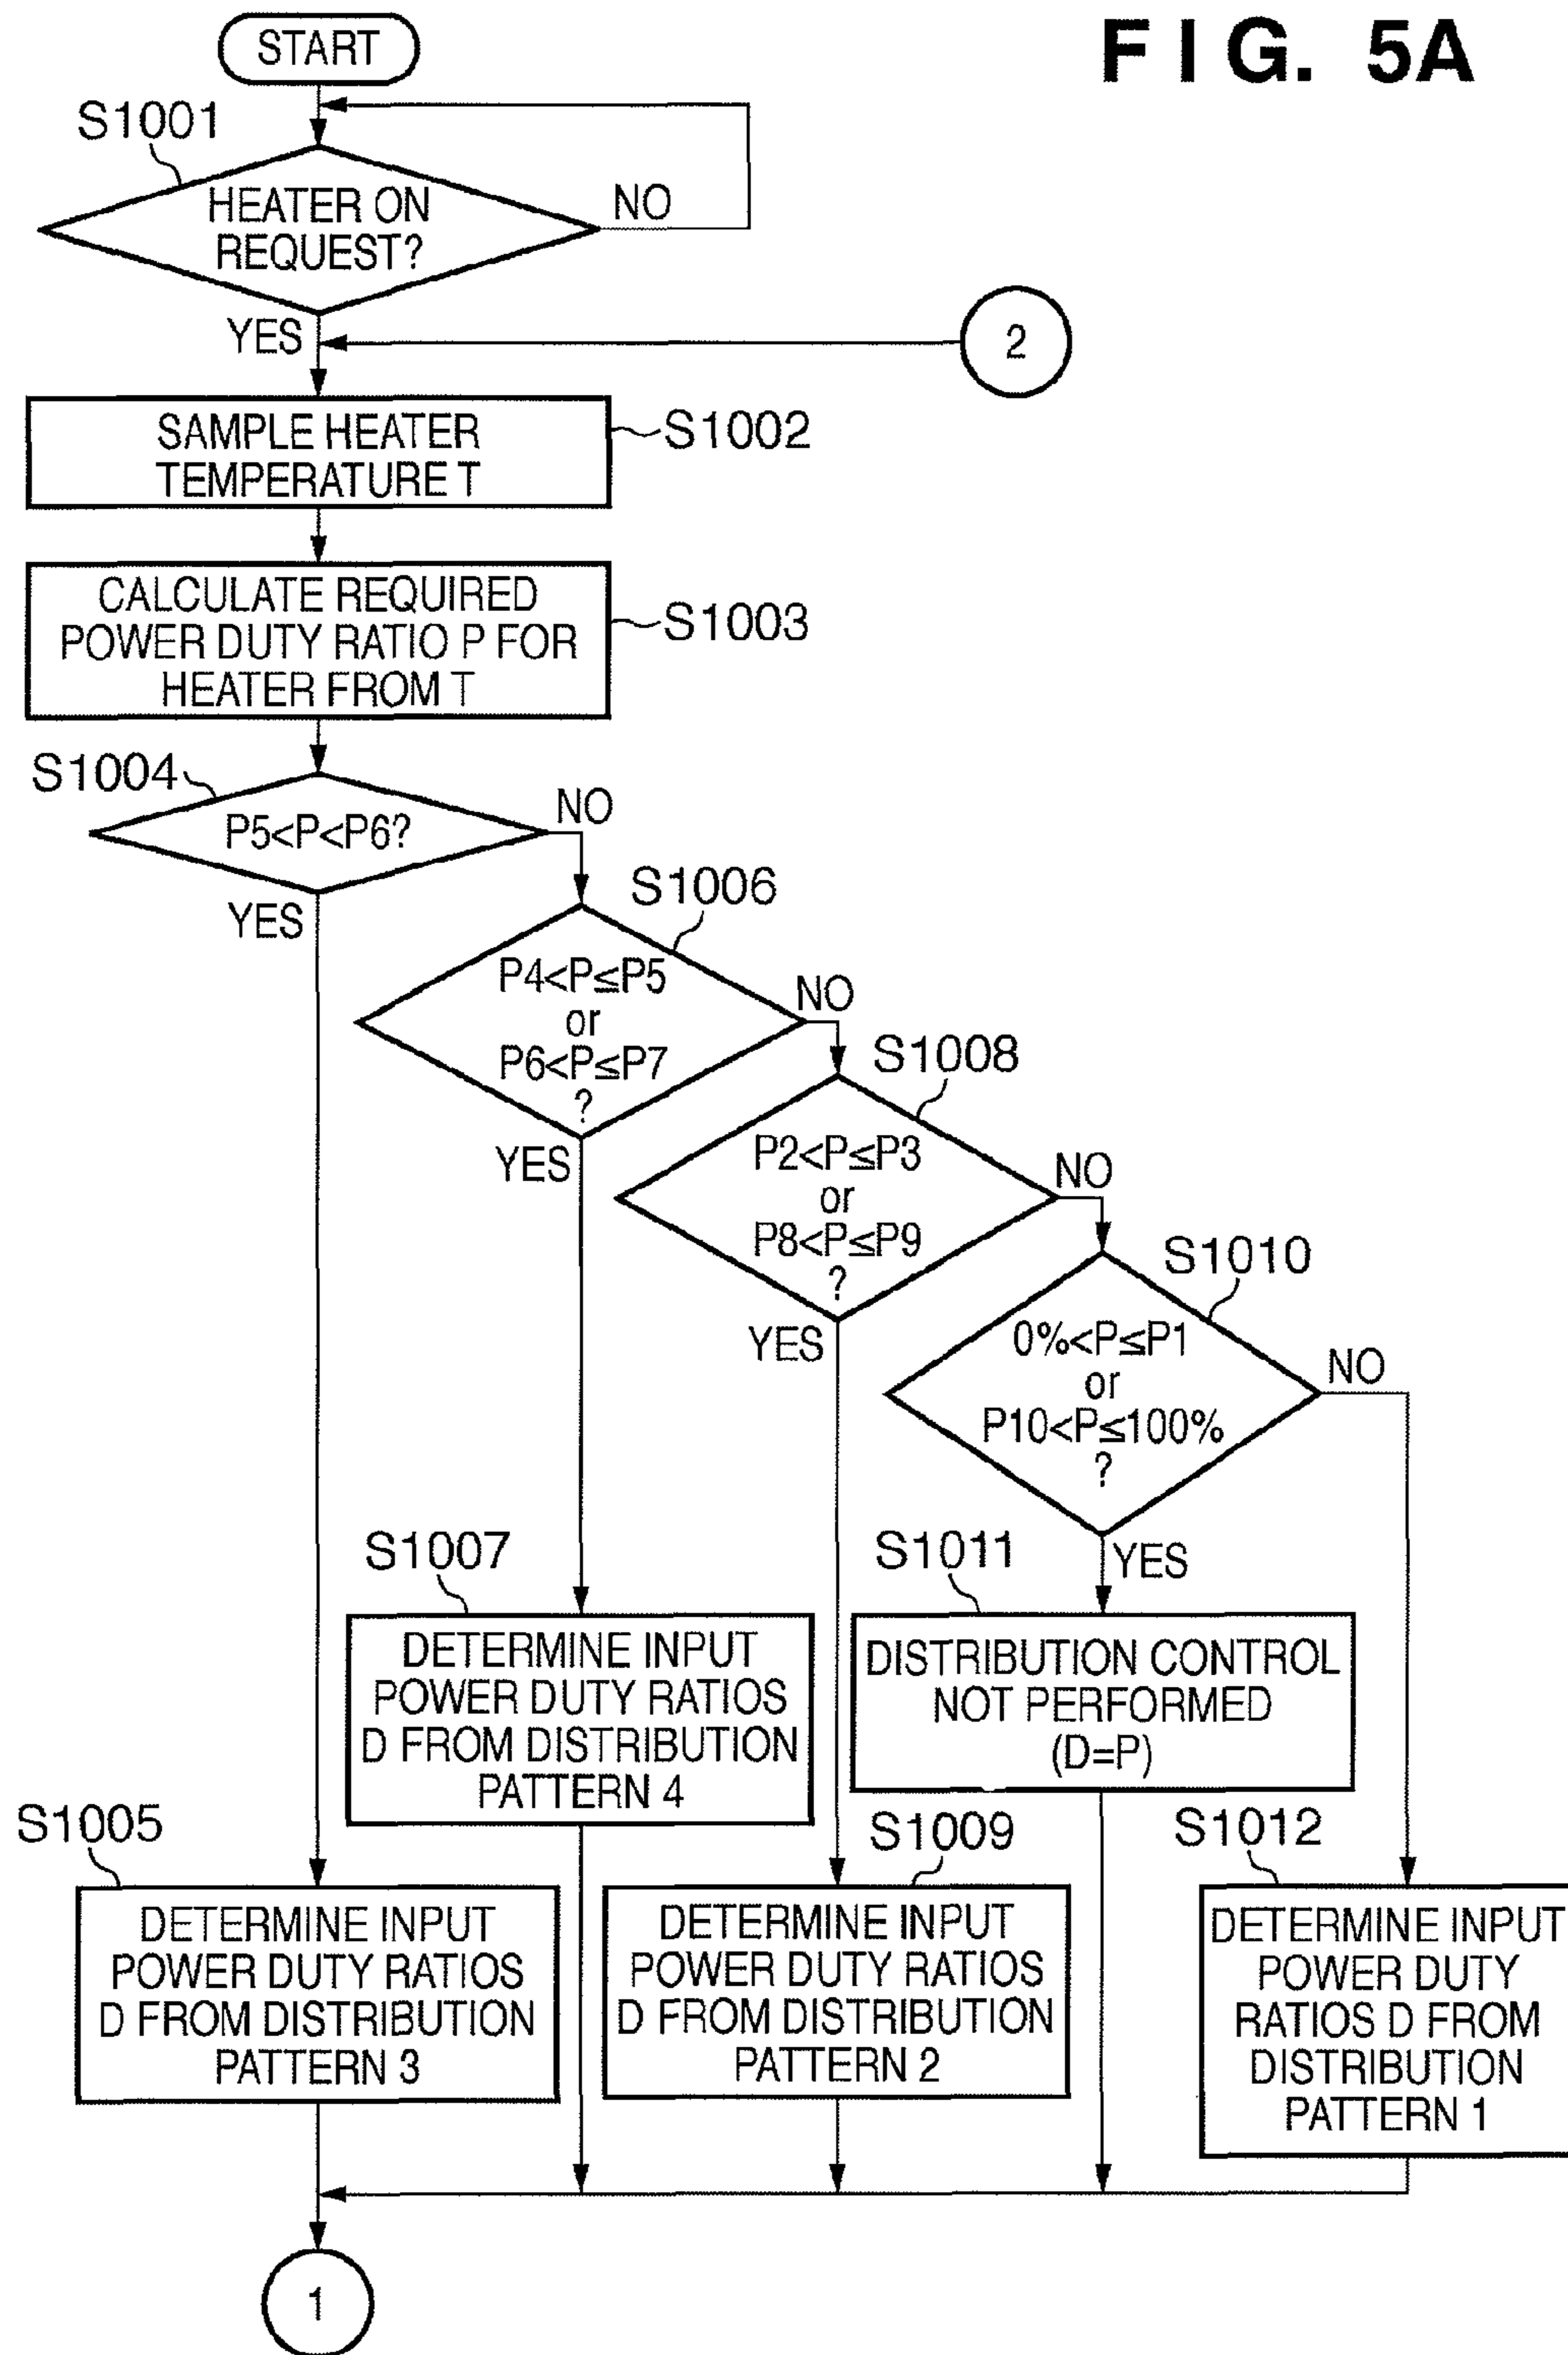 FIG. 5A
START
S1001
HEATER ON
REQUEST?
NO
YES
2
SAMPLE HEATER
TEMPERATURE T
S1002
CALCULATE REQUIRED
POWER DUTY RATIO P FOR
HEATER FROM T
S1003
S1004
P5<P<P6?
NO
YES
S1006
P4<P≤P5
or
P6<P≤P7
?
NO
YES
S1008
P2<P≤P3
or
P8<P≤P9
?
NO
YES
S1010
0%<P≤P1
or
P10<P≤100%
?
NO
YES
S1007
DETERMINE INPUT
POWER DUTY RATIOS
D FROM DISTRIBUTION
PATTERN 4
S1011
DISTRIBUTION CONTROL
NOT PERFORMED
(D=P)
S1005
DETERMINE INPUT
POWER DUTY RATIOS
D FROM DISTRIBUTION
PATTERN 3
S1009
DETERMINE INPUT
POWER DUTY RATIOS
D FROM DISTRIBUTION
PATTERN 2
S1012
DETERMINE INPUT
POWER DUTY
RATIOS D FROM
DISTRIBUTION
PATTERN 1
1